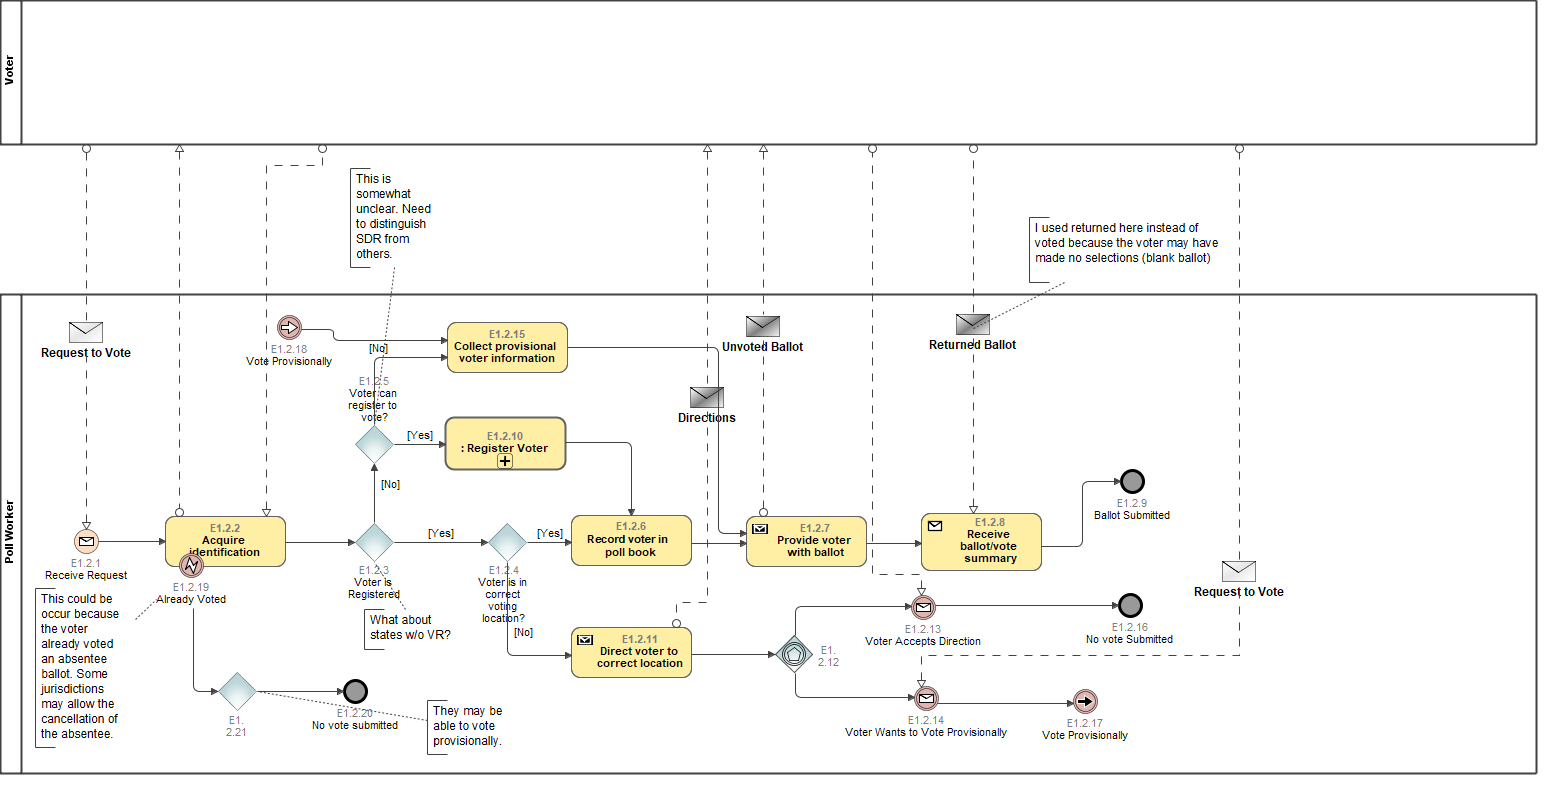 Voter
This is
somewhat
unclear. Need
to distinguish
SDR from
others.
I used returned here instead of
voted because the voter may have
made no selections (blank ballot)
Poll Worker
Request to Vote
E1.2.18
Vote Provisionally
[No]
E1.2.15
Collect provisional
voter information
Unvoted Ballot
Returned Ballot
Directions
E1.2.5
Voter can
register to
vote?
[Yes]
E1.2.10
: Register Voter
[No]
E1.2.1
Receive Request
E1.2.2
Acquire
identification
E1.2.19
Already Voted
E1.2.3
Voter is
Registered
[Yes]
E1.2.4
Voter is in
correct
voting
location?
[Yes]
[No]
E1.2.6
Record voter in
poll book
E1.2.7
Provide voter
with ballot
E1.2.8
Receive
ballot/vote
summary
E1.2.9
Ballot Submitted
Request to Vote
This could be
occur because
the voter
already voted
an absentee
ballot. Some
jurisdictions
may allow the
cancellation of
the absentee.
What about
states w/o VR?
E1.2.11
Direct voter to
correct location
E1.
2.12
E1.2.13
Voter Accepts Direction
E1.2.16
No vote Submitted
E1.
2.21
E1.2.20
No vote submitted
They may be
able to vote
provisionally.
E1.2.14
Voter Wants to Vote Provisionally
E1.2.17
Vote Provisionally